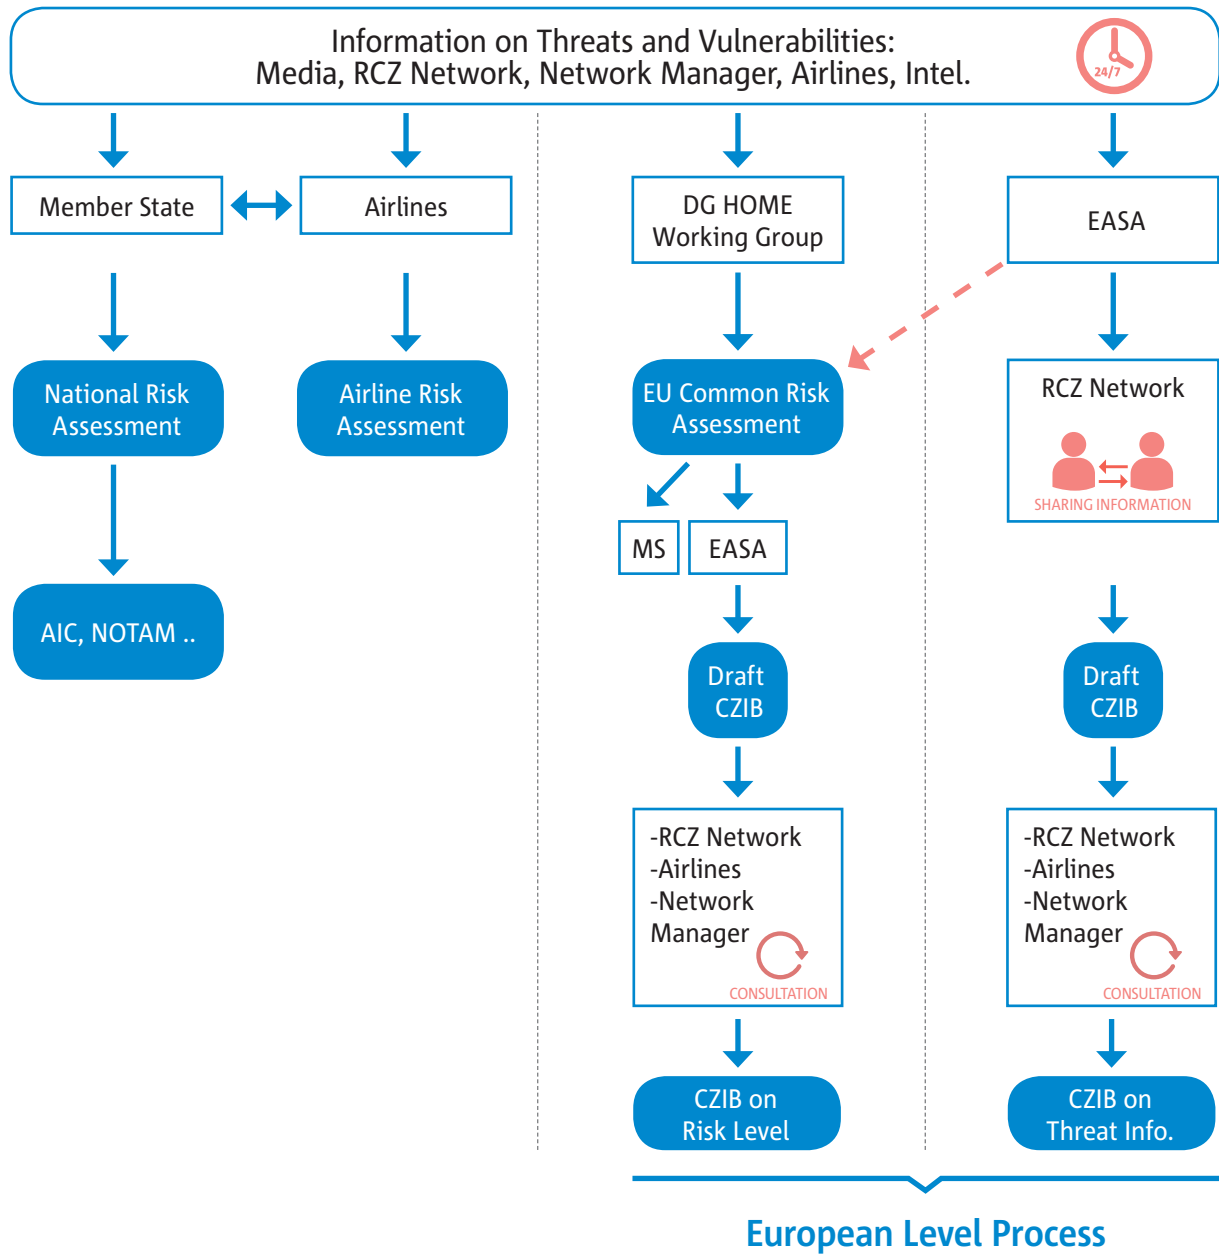 Information on Threats and Vulnerabilities:
Media, RCZ Network, Network Manager, Airlines, Intel.
24/7
Member State
Airlines
DG HOME
Working Group
EASA
National Risk
Assessment
Airline Risk
Assessment
EU Common Risk
Assessment
RCZ Network
SHARING INFORMATION
MS
EASA
AIC, NOTAM ..
Draft
CZIB
Draft
CZIB
-RCZ Network
-Airlines
-Network
Manager
CONSULTATION
-RCZ Network
-Airlines
-Network
Manager
CONSULTATION
CZIB on
Risk Level
CZIB on
Threat Info.
European Level Process